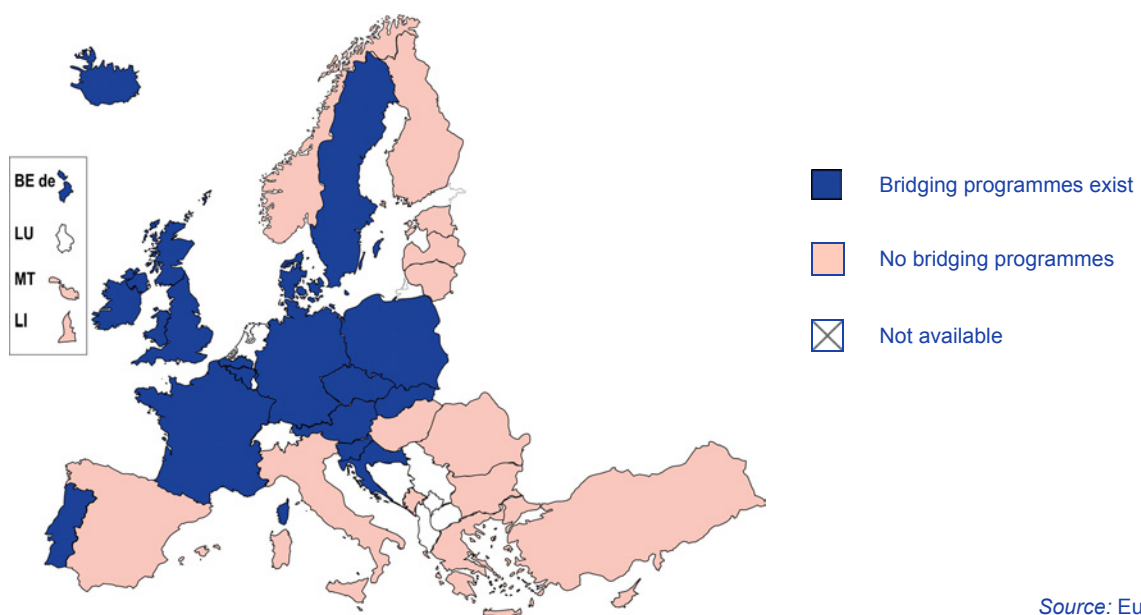 BE de
LU
MT
LI
Bridging programmes exist
No bridging programmes
Not available
Source: Eu